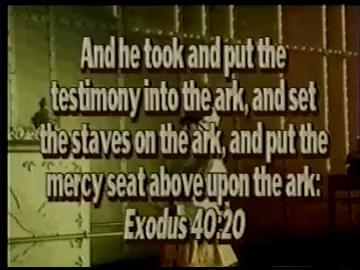 And he took and put the
testimony into the ark, and set
the staves on the ark, and put the
mercy seat above upon the ark:
Exodus 40:20